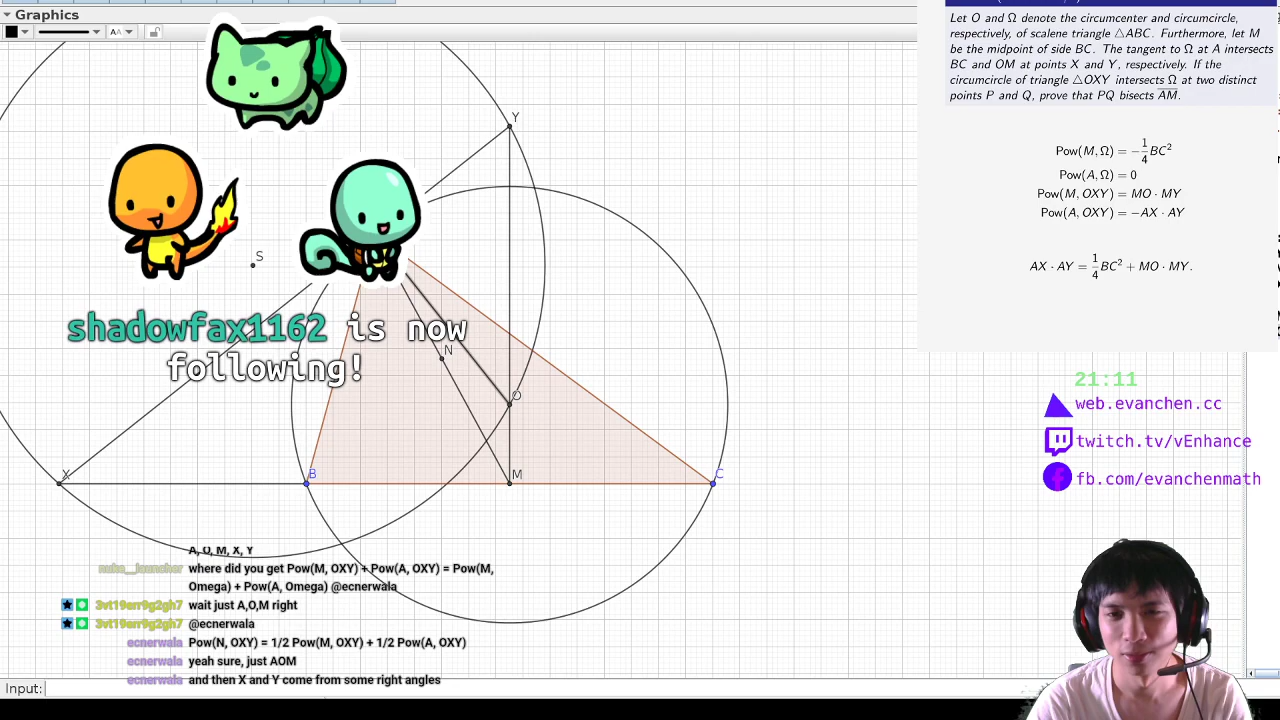 Graphics
AA
Let O and Ω denote the circumcenter and circumcircle,
respectively, of scalene triangle △ABC. Furthermore, let M
be the midpoint of side BC. The tangent to Ω at A intersects
BC and OM at points X and Y, respectively. If the
circumcircle of triangle △OXY intersects Ω at two distinct
points P and Q, prove that PQ bisects AM.
Pow(M, Ω) = −1/4 BC²
Pow(A, Ω) = 0
Pow(M, OXY) = MO · MY
Pow(A, OXY) = −AX · AY
AX · AY = 1/4 BC² + MO · MY.
Y
S
N
O
X
B
M
C
shadowfax1162 is now
following!
21:11
web.evanchen.cc
twitch.tv/vEnhance
fb.com/evanchenmath
A, O, M, X, Y
where did you get Pow(M, OXY) + Pow(A, OXY) = Pow(M,
Omega) + Pow(A, Omega) @ecnerwala
3vt19arr9g2gh7 wait just A,O,M right
3vt19arr9g2gh7 @ecnerwala
ecnerwala Pow(N, OXY) = 1/2 Pow(M, OXY) + 1/2 Pow(A, OXY)
ecnerwala yeah sure, just AOM
ecnerwala and then X and Y come from some right angles
Input: